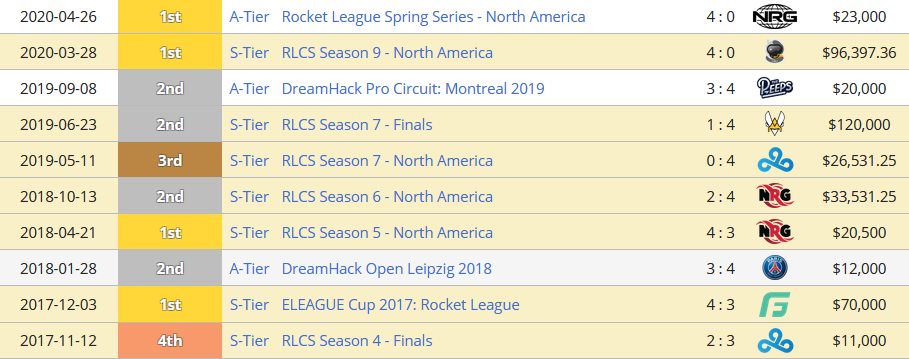 2020-04-26 1st A-Tier Rocket League Spring Series - North America 4 : 0 NRG $23,000
2020-03-28 1st S-Tier RLCS Season 9 - North America 4 : 0 $96,397.36
2019-09-08 2nd A-Tier DreamHack Pro Circuit: Montreal 2019 3 : 4 PEEPS $20,000
2019-06-23 2nd S-Tier RLCS Season 7 - Finals 1 : 4 $120,000
2019-05-11 3rd S-Tier RLCS Season 7 - North America 0 : 4 $26,531.25
2018-10-13 2nd S-Tier RLCS Season 6 - North America 2 : 4 NRG $33,531.25
2018-04-21 1st S-Tier RLCS Season 5 - North America 4 : 3 NRG $20,500
2018-01-28 2nd A-Tier DreamHack Open Leipzig 2018 3 : 4 PARIS $12,000
2017-12-03 1st S-Tier ELEAGUE Cup 2017: Rocket League 4 : 3 $70,000
2017-11-12 4th S-Tier RLCS Season 4 - Finals 2 : 3 $11,000